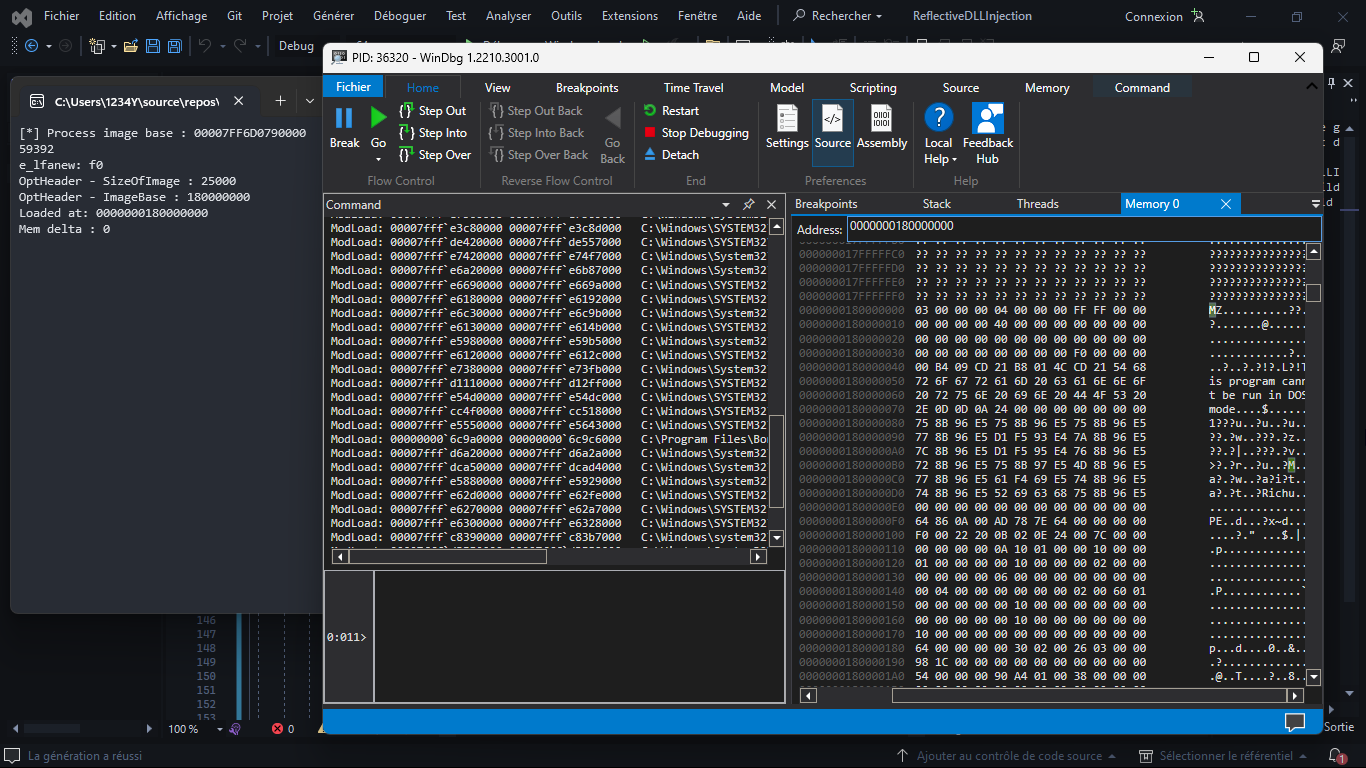 Fichier Edition Affichage Git Projet Générer Déboguer Test Analyser Outils Extensions Fenêtre Aide Rechercher ReflectiveDLLInjection Connexion
Debug
PID: 36320 - WinDbg 1.2210.3001.0
Fichier Home View Breakpoints Time Travel Model Scripting Source Memory Command
Break Go Step Out Step Into Step Over
Flow Control
Step Out Back Step Into Back Step Over Back Go Back
Reverse Flow Control
Restart Stop Debugging Detach
End
Settings Source Assembly
Preferences
Local Help Feedback Hub
Help
C:\Users\1234Y\source\repos\
[*] Process image base : 00007FF6D0790000
59392
e_lfanew: f0
OptHeader - SizeOfImage : 25000
OptHeader - ImageBase : 180000000
Loaded at: 0000000180000000
Mem delta : 0
Command
ModLoad: 00007fff`e3c80000 00007fff`e3c8d000 C:\Windows\SYSTEM32
ModLoad: 00007fff`de420000 00007fff`de557000 C:\Windows\SYSTEM32
ModLoad: 00007fff`e7420000 00007fff`e74f7000 C:\Windows\System32
ModLoad: 00007fff`e6a20000 00007fff`e6b87000 C:\Windows\System32
ModLoad: 00007fff`e6690000 00007fff`e669a000 C:\Windows\SYSTEM32
ModLoad: 00007fff`e6180000 00007fff`e6192000 C:\Windows\SYSTEM32
ModLoad: 00007fff`e6c30000 00007fff`e6c9b000 C:\Windows\System32
ModLoad: 00007fff`e6130000 00007fff`e614b000 C:\Windows\SYSTEM32
ModLoad: 00007fff`e5980000 00007fff`e59b5000 C:\Windows\system32
ModLoad: 00007fff`e6120000 00007fff`e612c000 C:\Windows\SYSTEM32
ModLoad: 00007fff`e7380000 00007fff`e73fb000 C:\Windows\System32
ModLoad: 00007fff`d1110000 00007fff`d12ff000 C:\Windows\SYSTEM32
ModLoad: 00007fff`e54d0000 00007fff`e54dc000 C:\Windows\SYSTEM32
ModLoad: 00007fff`cc4f0000 00007fff`cc518000 C:\Windows\SYSTEM32
ModLoad: 00007fff`e5550000 00007fff`e5643000 C:\Windows\SYSTEM32
ModLoad: 00000000`6c9a0000 00000000`6c9c6000 C:\Program Files\Bo
ModLoad: 00007fff`d6a20000 00007fff`d6a2a000 C:\Windows\System32
ModLoad: 00007fff`dca50000 00007fff`dcad4000 C:\Windows\System32
ModLoad: 00007fff`e5880000 00007fff`e5929000 C:\Windows\SYSTEM32
ModLoad: 00007fff`e62d0000 00007fff`e62fe000 C:\Windows\SYSTEM32
ModLoad: 00007fff`e6270000 00007fff`e62a7000 C:\Windows\SYSTEM32
ModLoad: 00007fff`e6300000 00007fff`e6328000 C:\Windows\SYSTEM32
ModLoad: 00007fff`c8390000 00007fff`c83b7000 C:\Windows\system32
0:011>
Breakpoints Stack Threads Memory 0
Address: 0000000180000000
000000017FFFFFC0 ?? ?? ?? ?? ?? ?? ?? ?? ?? ?? ?? ?? ???????????????
000000017FFFFFD0 ?? ?? ?? ?? ?? ?? ?? ?? ?? ?? ?? ?? ???????????????
000000017FFFFFE0 ?? ?? ?? ?? ?? ?? ?? ?? ?? ?? ?? ?? ???????????????
000000017FFFFFF0 ?? ?? ?? ?? ?? ?? ?? ?? ?? ?? ?? ?? ???????????????
0000000180000000 03 00 00 00 04 00 00 00 FF FF 00 00 MZ..........??.
0000000180000010 00 00 00 00 40 00 00 00 00 00 00 00 ?.......@......
0000000180000020 00 00 00 00 00 00 00 00 00 00 00 00 ...............
0000000180000030 00 00 00 00 00 00 00 00 F0 00 00 00 ............?..
0000000180000040 00 B4 09 CD 21 B8 01 4C CD 21 54 68 ..?..?.?!?.L?!T
0000000180000050 72 6F 67 72 61 6D 20 63 61 6E 6E 6F is program cann
0000000180000060 20 72 75 6E 20 69 6E 20 44 4F 53 20 t be run in DOS
0000000180000070 2E 0D 0D 0A 24 00 00 00 00 00 00 00 mode....$......
0000000180000080 75 8B 96 E5 75 8B 96 E5 75 8B 96 E5 1???u..?u..?u..
0000000180000090 77 8B 96 E5 D1 F5 93 E4 7A 8B 96 E5 ??.?w..???.?z..
00000001800000A0 7C 8B 96 E5 D1 F5 95 E4 76 8B 96 E5 ??.?|..???.?v..
00000001800000B0 72 8B 96 E5 75 8B 97 E5 4D 8B 96 E5 >?.?r..?u..?M..
00000001800000C0 77 8B 96 E5 61 F4 69 E5 74 8B 96 E5 a?.?w..?a?i?t..
00000001800000D0 74 8B 96 E5 52 69 63 68 75 8B 96 E5 a?.?t..?Richu..
00000001800000E0 00 00 00 00 00 00 00 00 00 00 00 00 ...............
00000001800000F0 64 86 0A 00 AD 78 7E 64 00 00 00 00 PE..d...?x~d...
0000000180000100 F0 00 22 20 0B 02 0E 24 00 7C 00 00 ....?." ...$.|.
0000000180000110 00 00 00 00 0A 10 01 00 00 10 00 00 .p.............
0000000180000120 01 00 00 00 00 10 00 00 00 02 00 00 ...............
0000000180000130 00 00 00 00 06 00 00 00 00 00 00 00 ...............
0000000180000140 00 04 00 00 00 00 00 00 02 00 60 01 .P............`
0000000180000150 00 00 00 00 00 10 00 00 00 00 00 00 ...............
0000000180000160 00 00 00 00 00 10 00 00 00 00 00 00 ...............
0000000180000170 10 00 00 00 00 00 00 00 00 00 00 00 ...............
0000000180000180 64 00 00 00 00 30 02 00 26 03 00 00 p...d....0..&..
0000000180000190 98 1C 00 00 00 00 00 00 00 00 00 00 .?.............
00000001800001A0 54 00 00 00 90 A4 01 00 38 00 00 00 .@..T....?..8..
146
147
148
149
150
151
152
153
100 % 0
Sortie
La génération a réussi Ajouter au contrôle de code source Sélectionner le référentiel 1